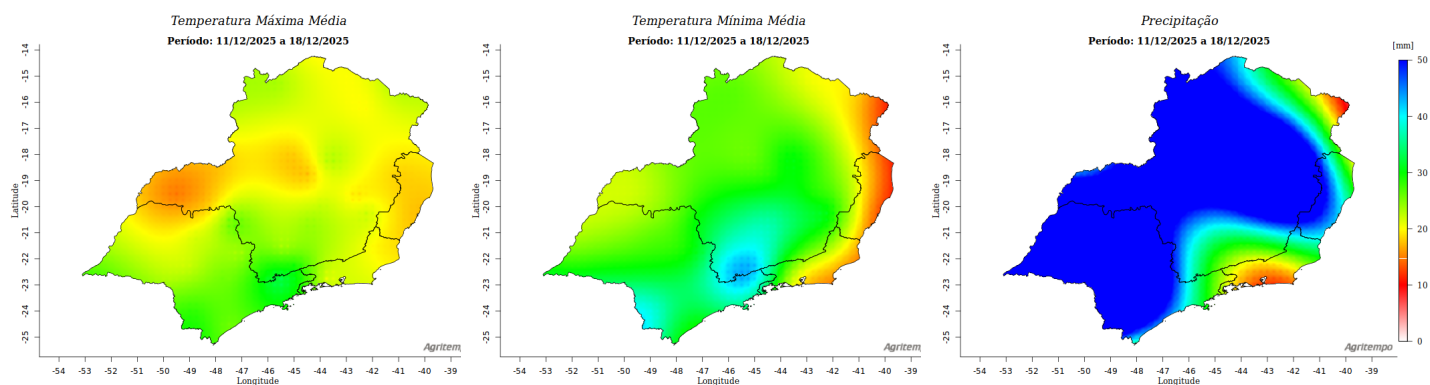 Temperatura Máxima Média
Período: 11/12/2025 a 18/12/2025
Latitude
-14
-15
-16
-17
-18
-19
-20
-21
-22
-23
-24
-25
-54 -53 -52 -51 -50 -49 -48 -47 -46 -45 -44 -43 -42 -41 -40 -39
Longitude
Agritem
Temperatura Mínima Média
Período: 11/12/2025 a 18/12/2025
Latitude
-14
-15
-16
-17
-18
-19
-20
-21
-22
-23
-24
-25
-54 -53 -52 -51 -50 -49 -48 -47 -46 -45 -44 -43 -42 -41 -40 -39
Longitude
Agritem
Precipitação
Período: 11/12/2025 a 18/12/2025
Latitude
-14
-15
-16
-17
-18
-19
-20
-21
-22
-23
-24
-25
-54 -53 -52 -51 -50 -49 -48 -47 -46 -45 -44 -43 -42 -41 -40 -39
Longitude
Agritempo
[mm]
50
40
30
20
10
0